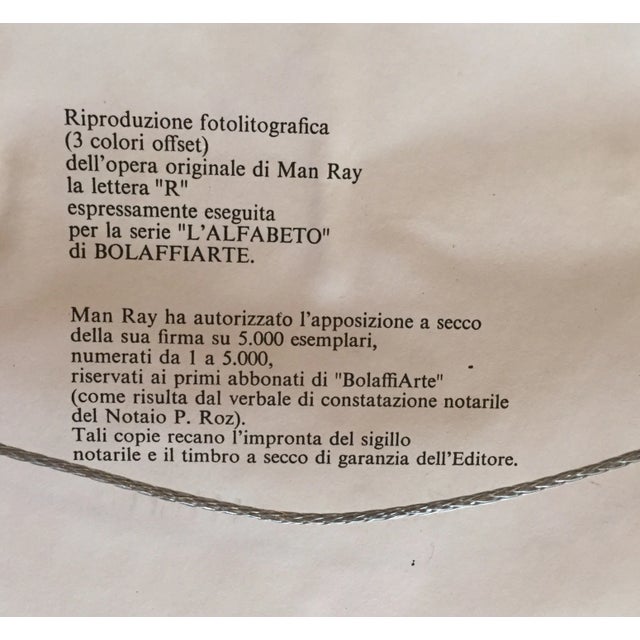 Riproduzione fotolitografica
(3 colori offset)
dell'opera originale di Man Ray
la lettera "R"
espressamente eseguita
per la serie "L'ALFABETO"
di BOLAFFIARTE.
Man Ray ha autorizzato l'apposizione a secco
della sua firma su 5.000 esemplari,
numerati da 1 a 5.000,
riservati ai primi abbonati di "BolaffiArte"
(come risulta dal verbale di constatazione notarile
del Notaio P. Roz).
Tali copie recano l'impronta del sigillo
notarile e il timbro a secco di garanzia dell'Editore.